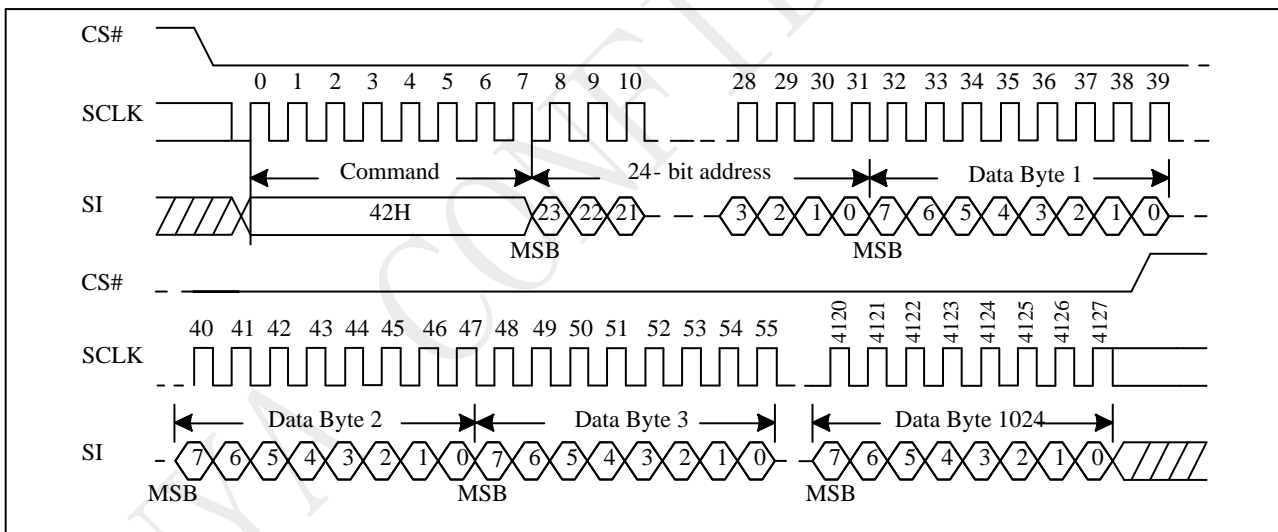 CS#
0 1 2 3 4 5 6 7 8 9 10 28 29 30 31 32 33 34 35 36 37 38 39
SCLK
Command 24- bit address Data Byte 1
SI 42H 23 22 21 3 2 1 0 7 6 5 4 3 2 1 0
MSB MSB
CS#
40 41 42 43 44 45 46 47 48 49 50 51 52 53 54 55 4120 4121 4122 4123 4124 4125 4126 4127
SCLK
Data Byte 2 Data Byte 3 Data Byte 1024
SI 7 6 5 4 3 2 1 0 7 6 5 4 3 2 1 0 7 6 5 4 3 2 1 0
MSB MSB MSB